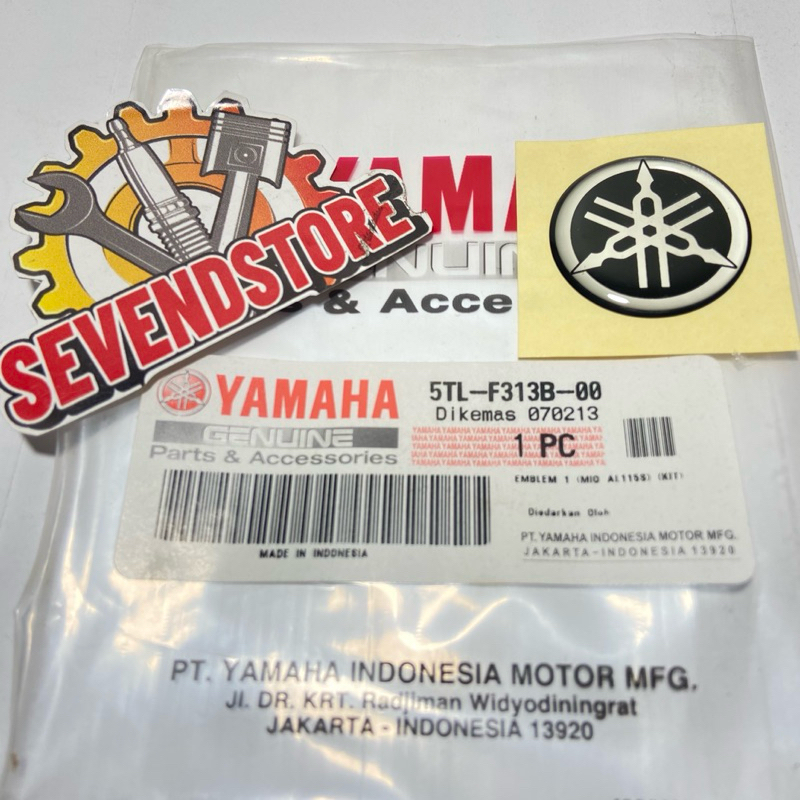 SEVENDSTORE
YAMA
GENUIN
& Acce
YAMAHA
GENUINE
Parts & Accessories
5TL-F313B-00
Dikemas 070213
1 PC
EMBLEM 1 (MIO AL115S) (KIT)
Diedarkan Oleh
PT. YAMAHA INDONESIA MOTOR MFG.
JAKARTA-INDONESIA 13920
MADE IN INDONESIA
PT. YAMAHA INDONESIA MOTOR MFG.
Jl. DR. KRT. Radjiman Widyodiningrat
JAKARTA - INDONESIA 13920